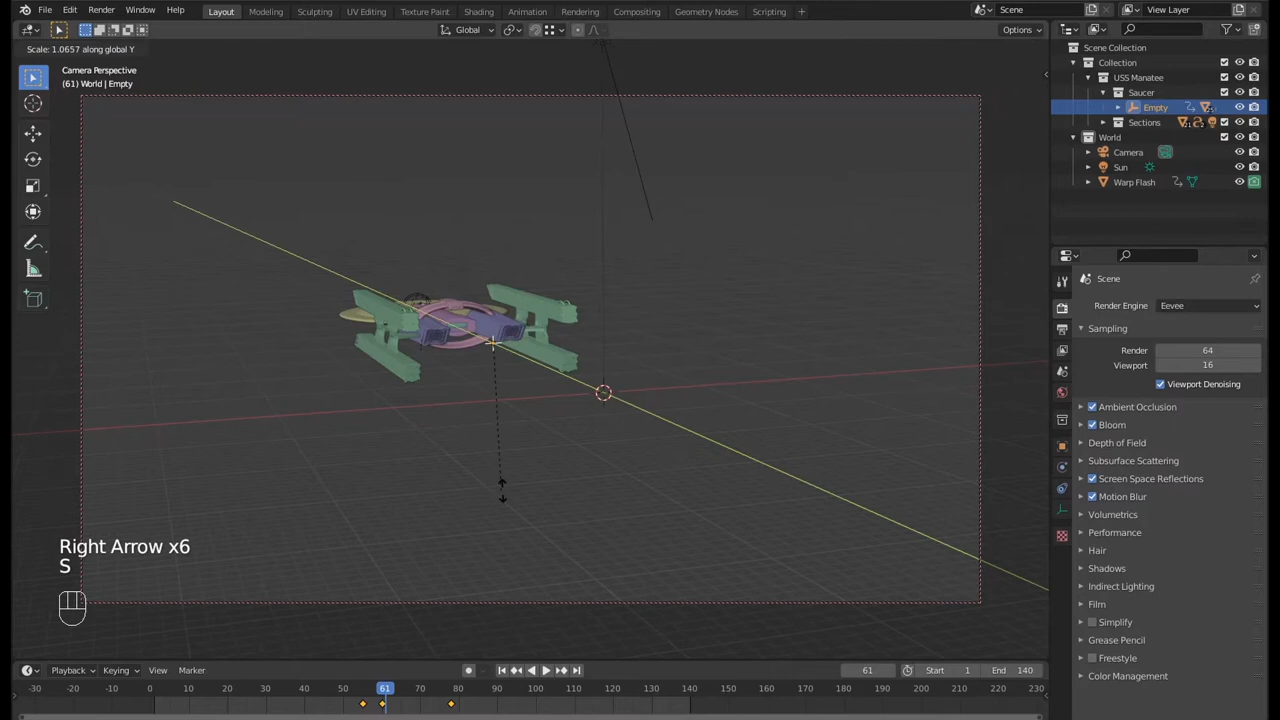 File Edit Render Window Help Layout Modeling Sculpting UV Editing Texture Paint Shading Animation Rendering Compositing Geometry Nodes Scripting + Scene View Layer
Global Options
Scale: 1.0657 along global Y
Camera Perspective
(61) World | Empty
Scene Collection
Collection
USS Manatee
Saucer
Empty
Sections
World
Camera
Sun
Warp Flash
Scene
Render Engine Eevee
Sampling
Render 64
Viewport 16
Viewport Denoising
Ambient Occlusion
Bloom
Depth of Field
Subsurface Scattering
Screen Space Reflections
Motion Blur
Volumetrics
Performance
Hair
Shadows
Indirect Lighting
Film
Simplify
Grease Pencil
Freestyle
Color Management
Right Arrow x6
S
Playback Keying View Marker 61 Start 1 End 140
-30 -20 -10 0 10 20 30 40 50 61 70 80 90 100 110 120 130 140 150 160 170 180 190 200 210 220 230